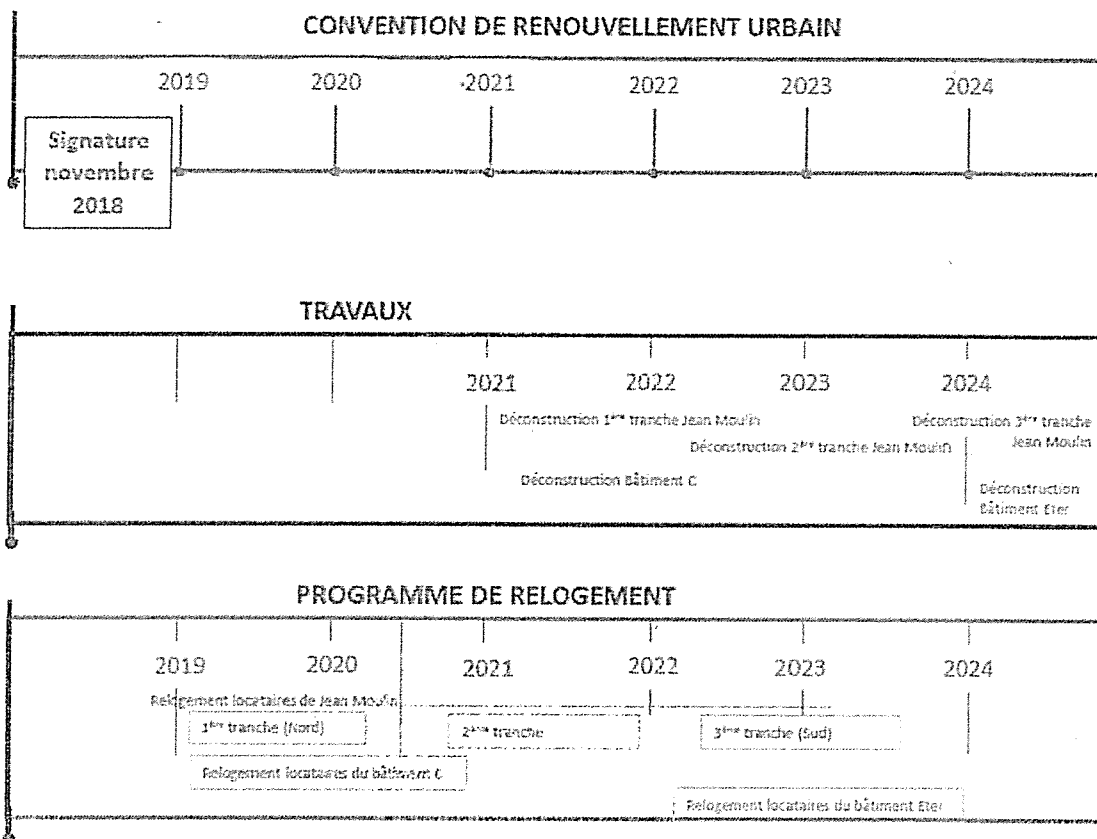 CONVENTION DE RENOUVELLEMENT URBAIN
2019 2020 2021 2022 2023 2024
Signature
novembre
2018
TRAVAUX
2021 2022 2023 2024
Déconstruction 1ère tranche Jean Moulin
Déconstruction 3ème tranche
Jean Moulin
Déconstruction 2ème tranche Jean Moulin
Déconstruction Bâtiment C
Déconstruction
Bâtiment Eter
PROGRAMME DE RELOGEMENT
2019 2020 2021 2022 2023 2024
Relogement locataires de Jean Moulin
1ère tranche (Nord)
2ème tranche
3ème tranche (Sud)
Relogement locataires du bâtiment C
Relogement locataires du bâtiment Eter